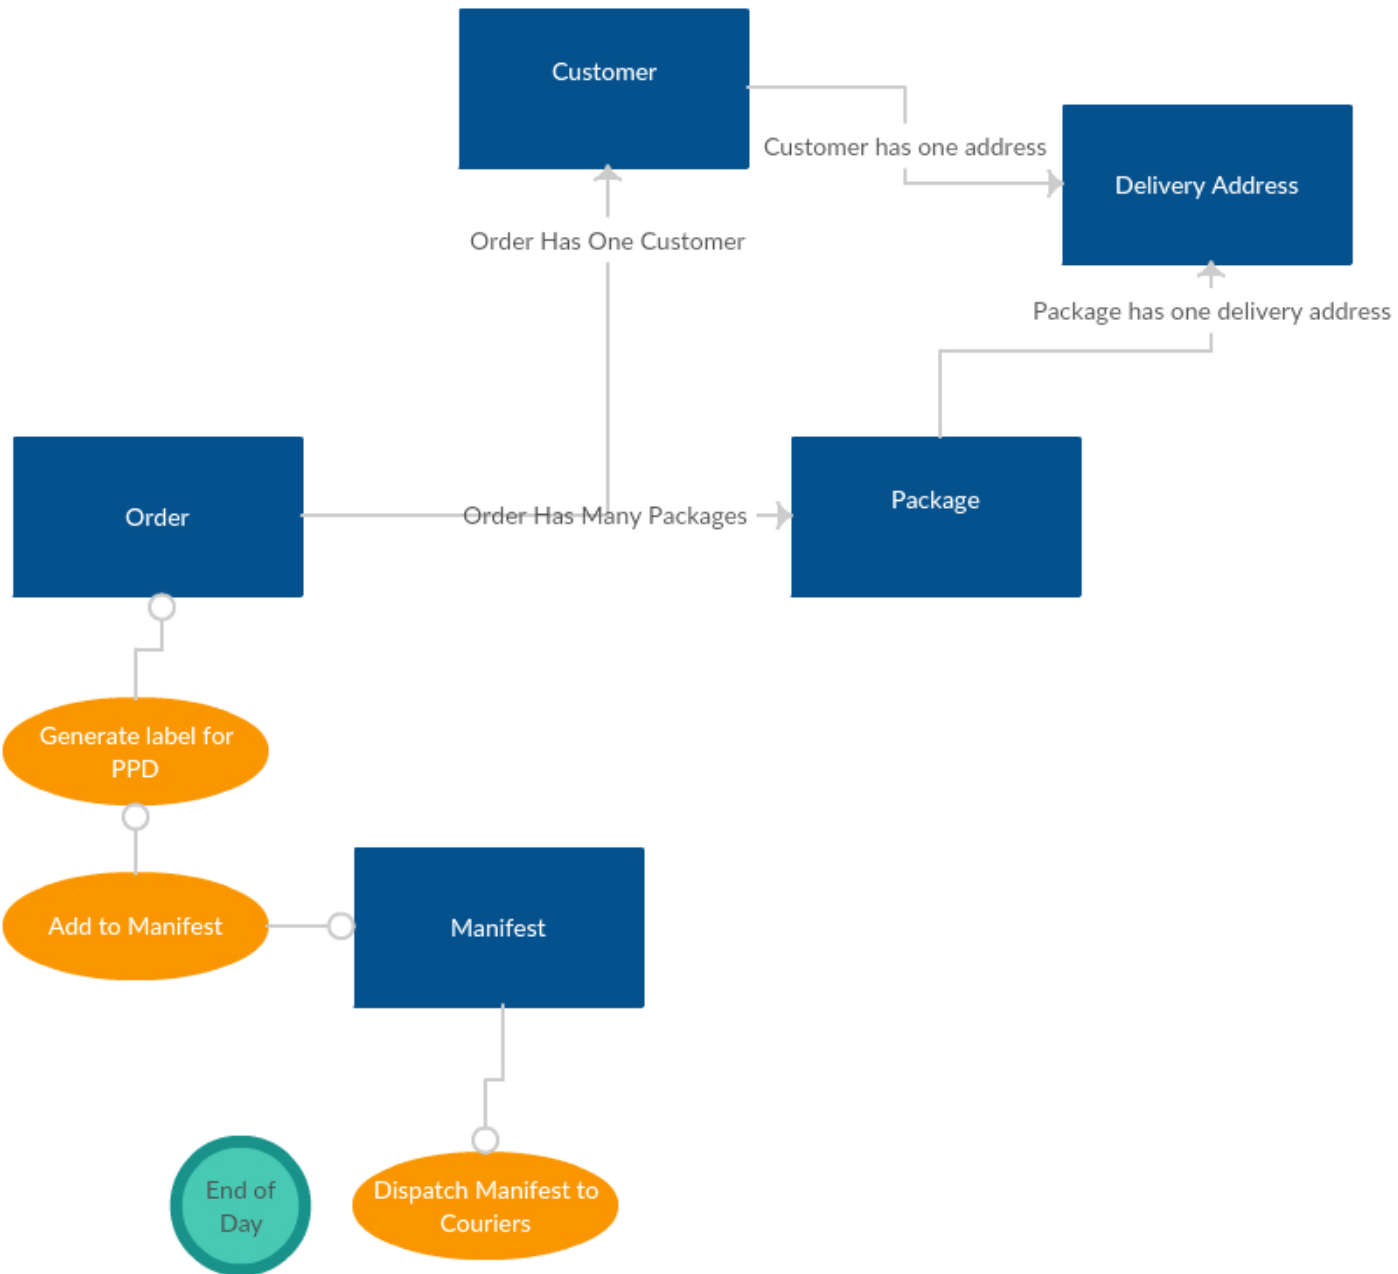 Customer
Customer has one address
Delivery Address
Order Has One Customer
Package has one delivery address
Order
Order Has Many Packages
Package
Generate label for
PPD
Add to Manifest
Manifest
End of
Day
Dispatch Manifest to
Couriers